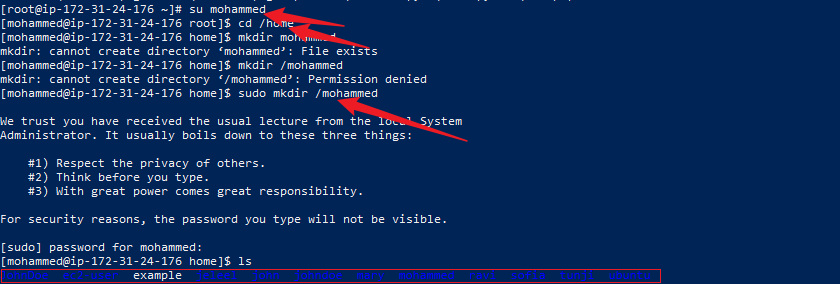 [root@ip-172-31-24-176 ~]# su mohammed
[mohammed@ip-172-31-24-176 root]$ cd /home
[mohammed@ip-172-31-24-176 home]$ mkdir mohammed
mkdir: cannot create directory ‘mohammed’: File exists
[mohammed@ip-172-31-24-176 home]$ mkdir /mohammed
mkdir: cannot create directory ‘/mohammed’: Permission denied
[mohammed@ip-172-31-24-176 home]$ sudo mkdir /mohammed
We trust you have received the usual lecture from the local System
Administrator. It usually boils down to these three things:
#1) Respect the privacy of others.
#2) Think before you type.
#3) With great power comes great responsibility.
For security reasons, the password you type will not be visible.
[sudo] password for mohammed:
[mohammed@ip-172-31-24-176 home]$ ls
example